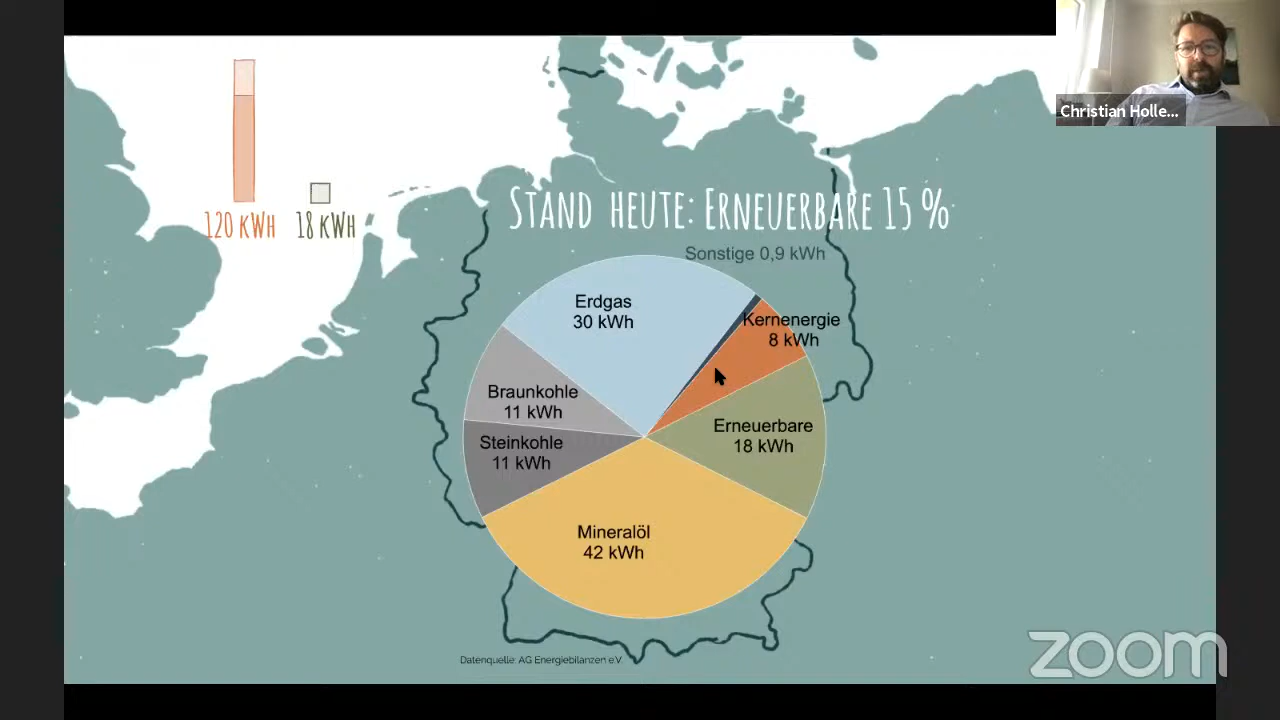 Christian Holle...
120 KWH
18 KWH
STAND HEUTE: ERNEUERBARE 15 %
Sonstige 0,9 kWh
Erdgas
30 kWh
Kernenergie
8 kWh
Braunkohle
11 kWh
Erneuerbare
18 kWh
Steinkohle
11 kWh
Mineralöl
42 kWh
Datenquelle: AG Energiebilanzen e.V.
zoom